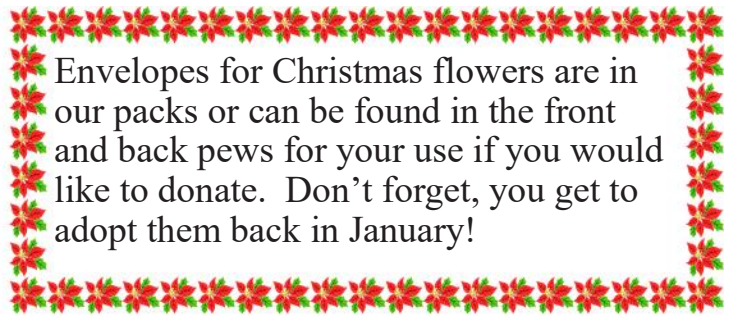 Envelopes for Christmas flowers are in
our packs or can be found in the front
and back pews for your use if you would
like to donate.  Don’t forget, you get to
adopt them back in January!